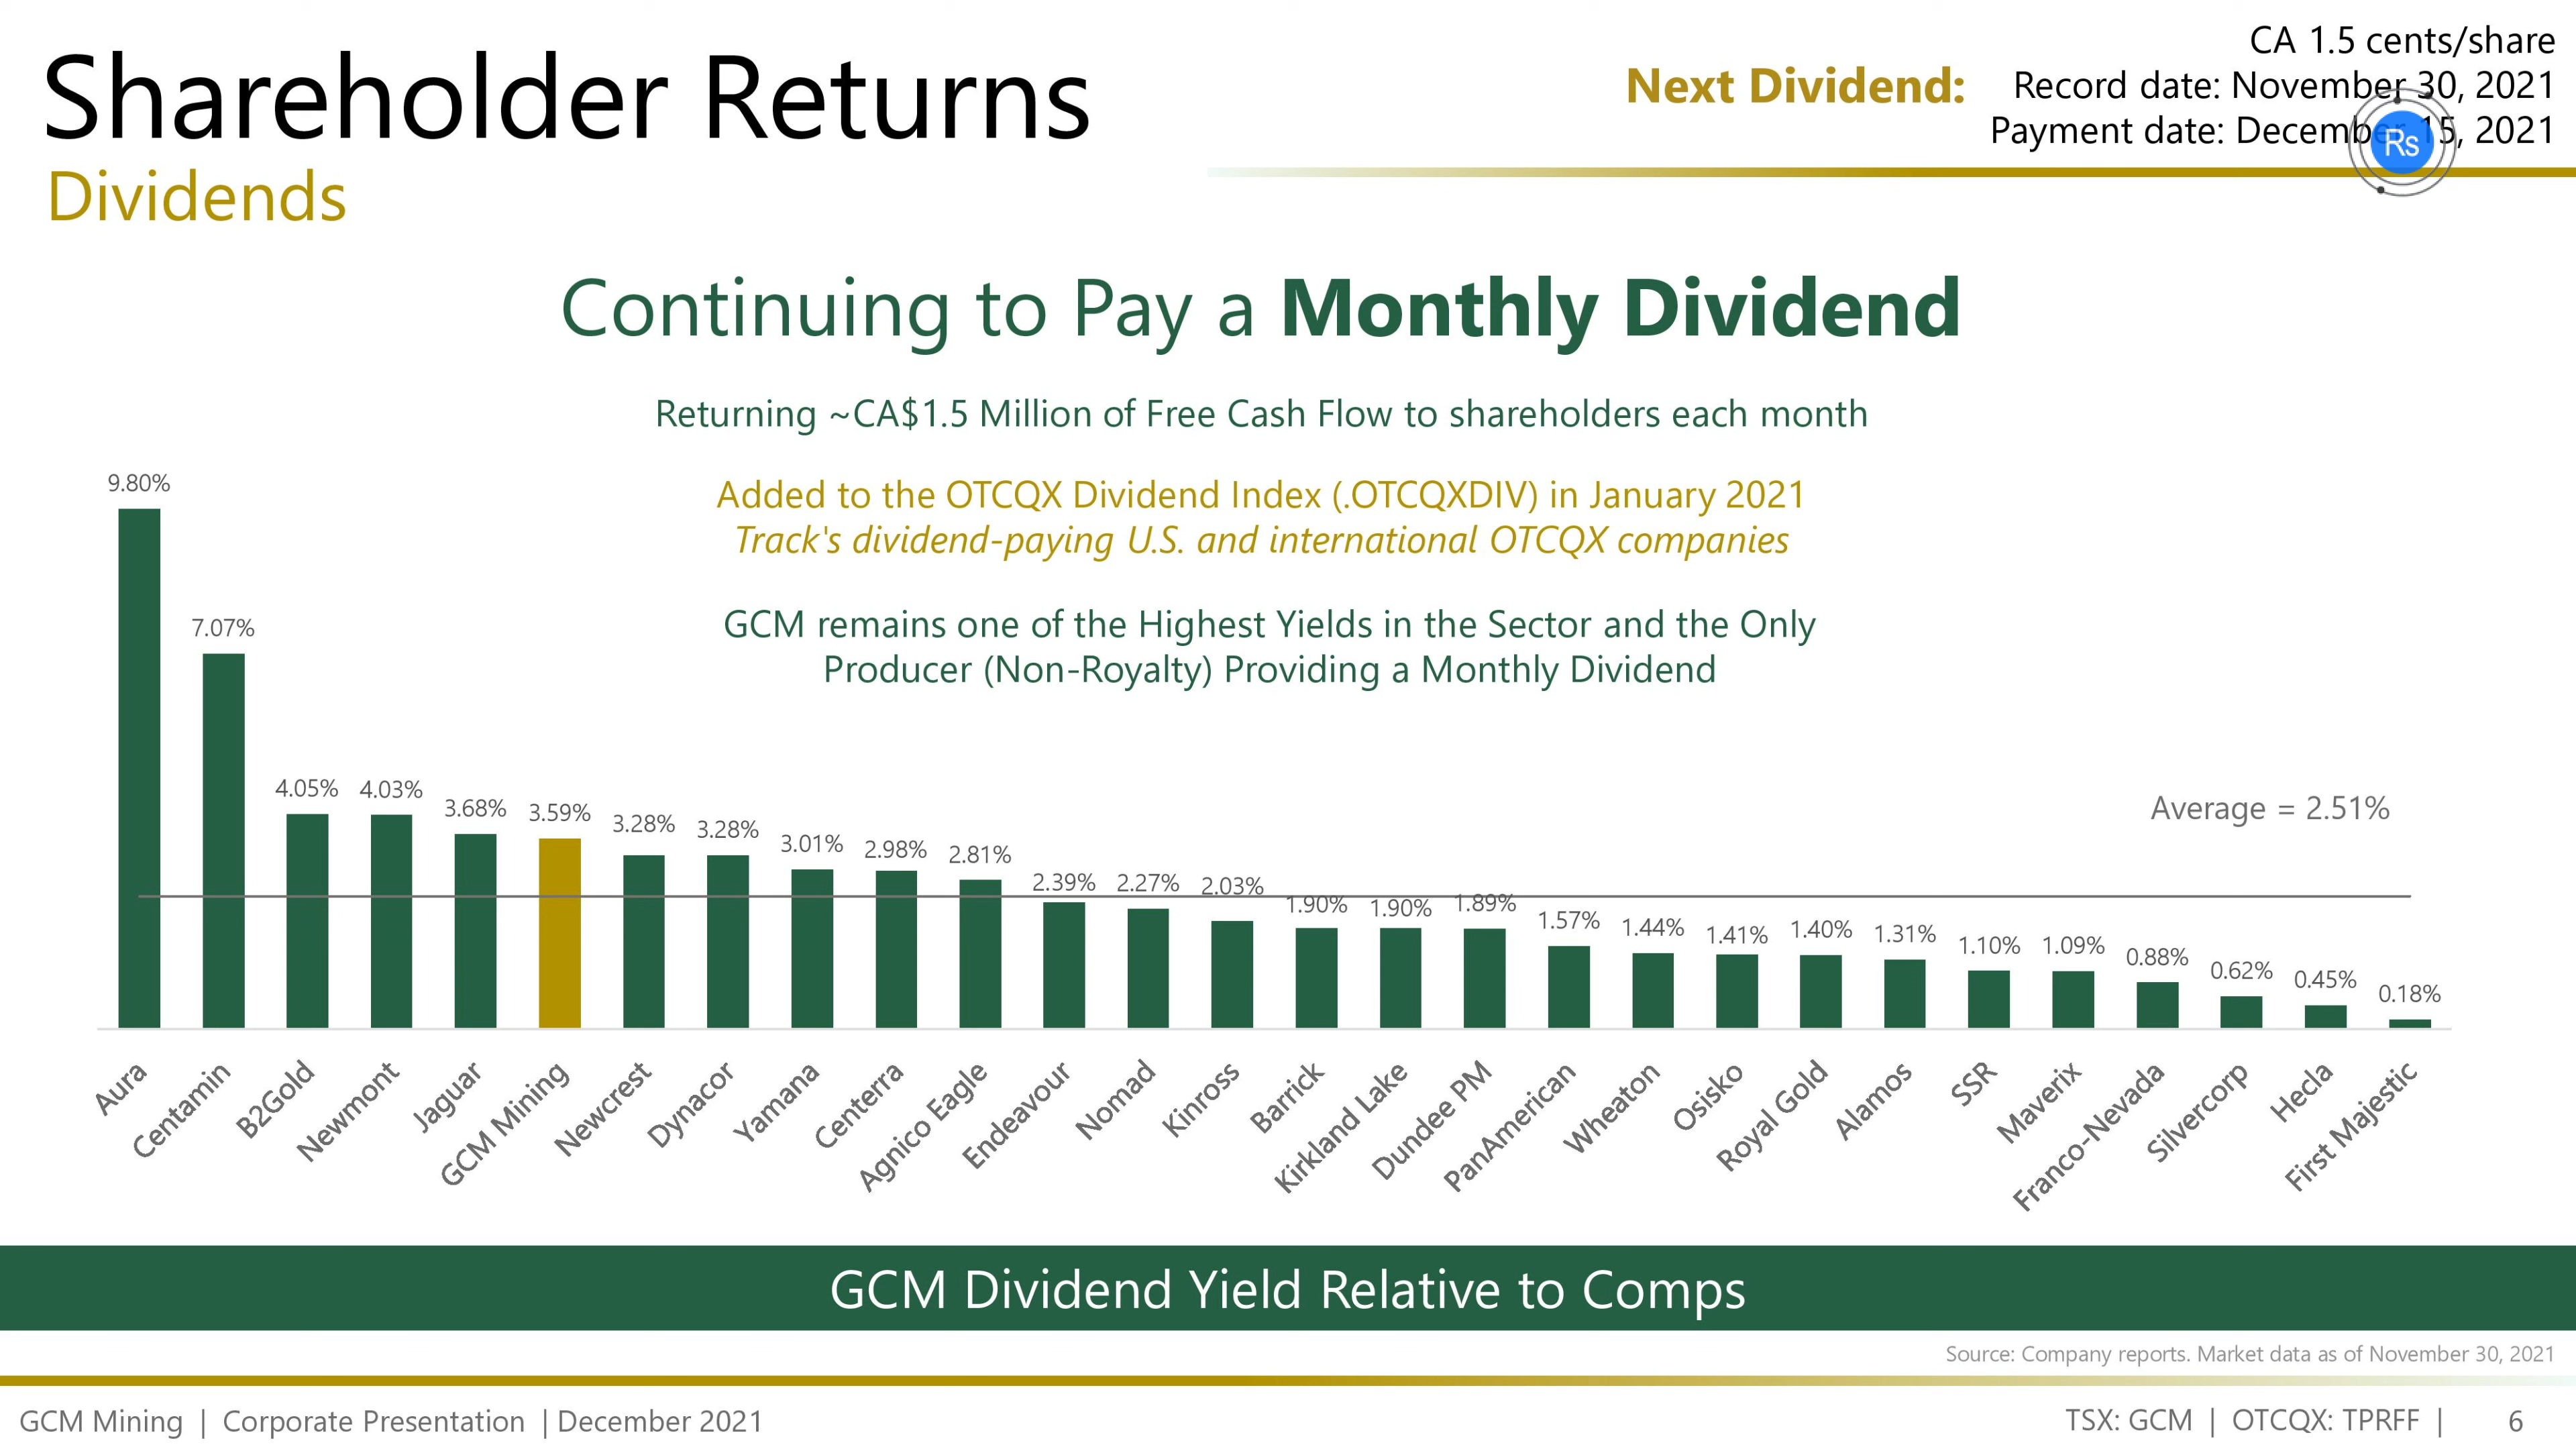 Shareholder Returns
Dividends
Next Dividend:
CA 1.5 cents/share
Record date: November 30, 2021
Payment date: December 15, 2021
Rs
Continuing to Pay a Monthly Dividend
Returning ~CA$1.5 Million of Free Cash Flow to shareholders each month
Added to the OTCQX Dividend Index (.OTCQXDIV) in January 2021
Track's dividend-paying U.S. and international OTCQX companies
GCM remains one of the Highest Yields in the Sector and the Only
Producer (Non-Royalty) Providing a Monthly Dividend
9.80%
7.07%
4.05%
4.03%
3.68%
3.59%
3.28%
3.28%
3.01%
2.98%
2.81%
2.39%
2.27%
2.03%
1.90%
1.90%
1.89%
1.57%
1.44%
1.41%
1.40%
1.31%
1.10%
1.09%
0.88%
0.62%
0.45%
0.18%
Average = 2.51%
Aura
Centamin
B2Gold
Newmont
Jaguar
GCM Mining
Newcrest
Dynacor
Yamana
Centerra
Agnico Eagle
Endeavour
Nomad
Kinross
Barrick
Kirkland Lake
Dundee PM
PanAmerican
Wheaton
Osisko
Royal Gold
Alamos
SSR
Maverix
Franco-Nevada
Silvercorp
Hecla
First Majestic
GCM Dividend Yield Relative to Comps
Source: Company reports. Market data as of November 30, 2021
GCM Mining | Corporate Presentation | December 2021
TSX: GCM | OTCQX: TPRFF | 6